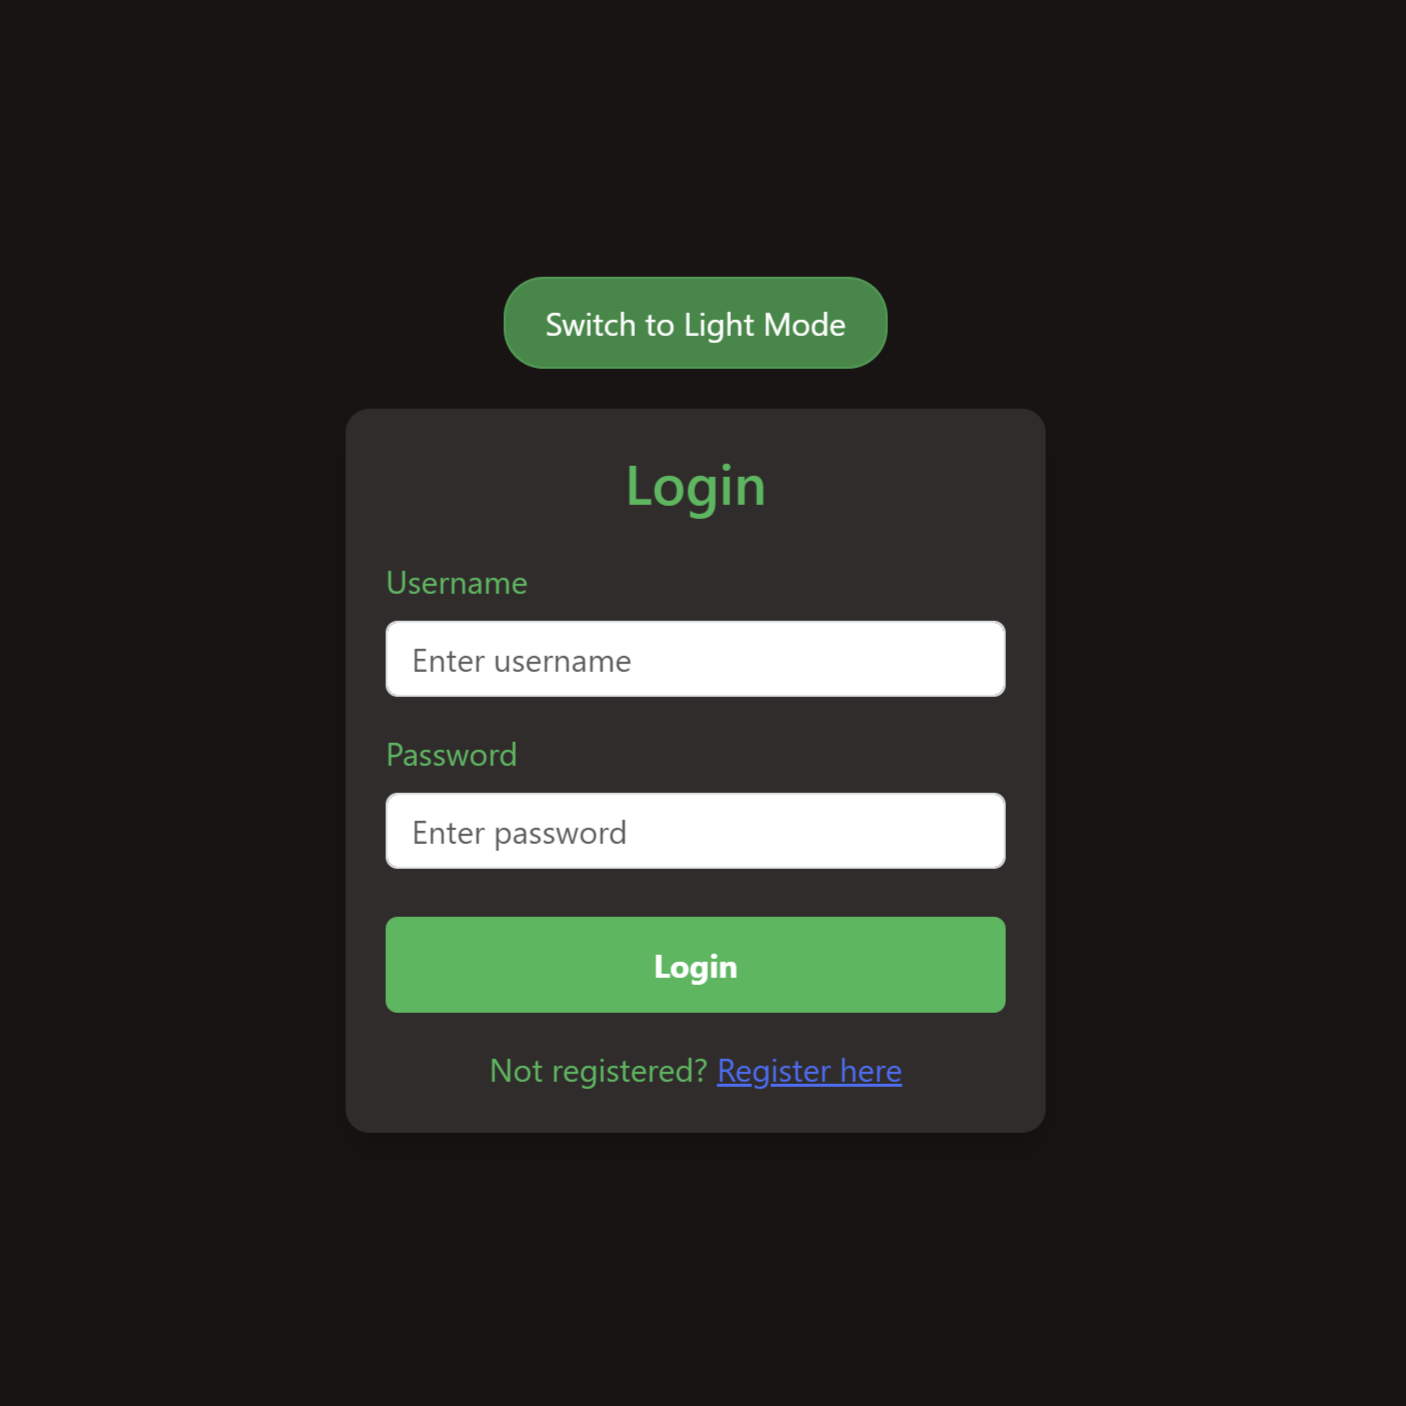 Switch to Light Mode
Login
Username
Enter username
Password
Enter password
Login
Not registered? Register here